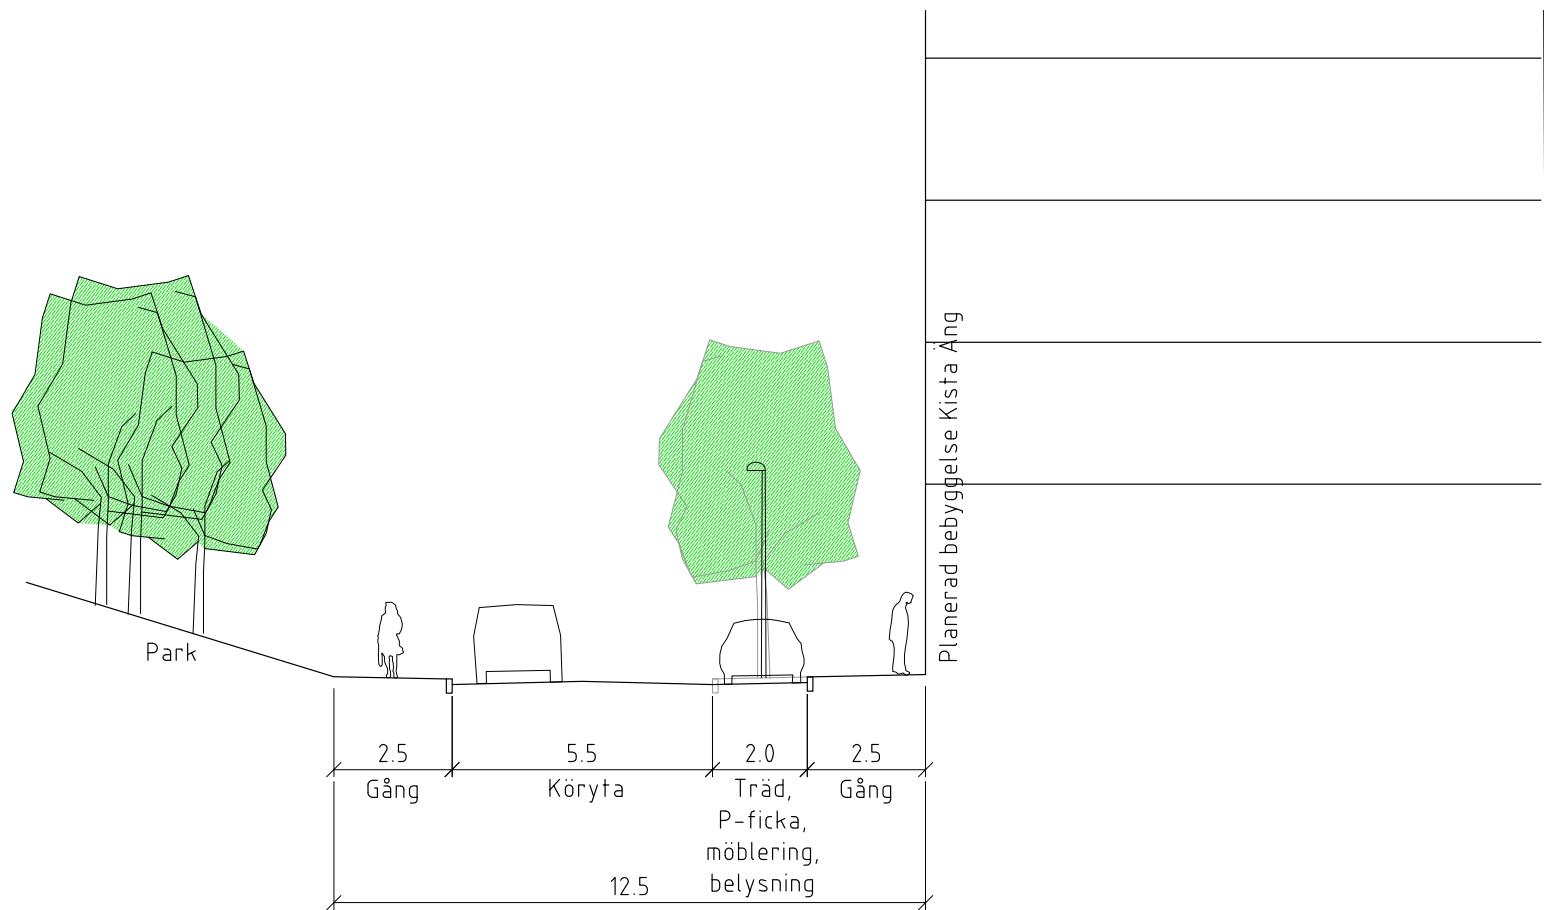 Planerad bebyggelse Kista Äng
Park
2.5
5.5
2.0
2.5
Gång
Köryta
Träd,
P-ficka,
möblering,
belysning
Gång
12.5